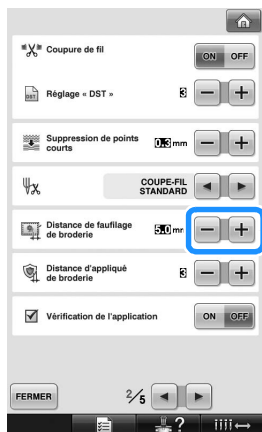 Coupure de fil
ON OFF
DST
Réglage « DST » 3 − +
Suppression de points
courts
0.3 mm − +
COUPE-FIL
STANDARD
Distance de faufilage
de broderie
5.0 mm − +
Distance d'appliqué
de broderie
3 − +
Vérification de l'application ON OFF
FERMER 2/5
?